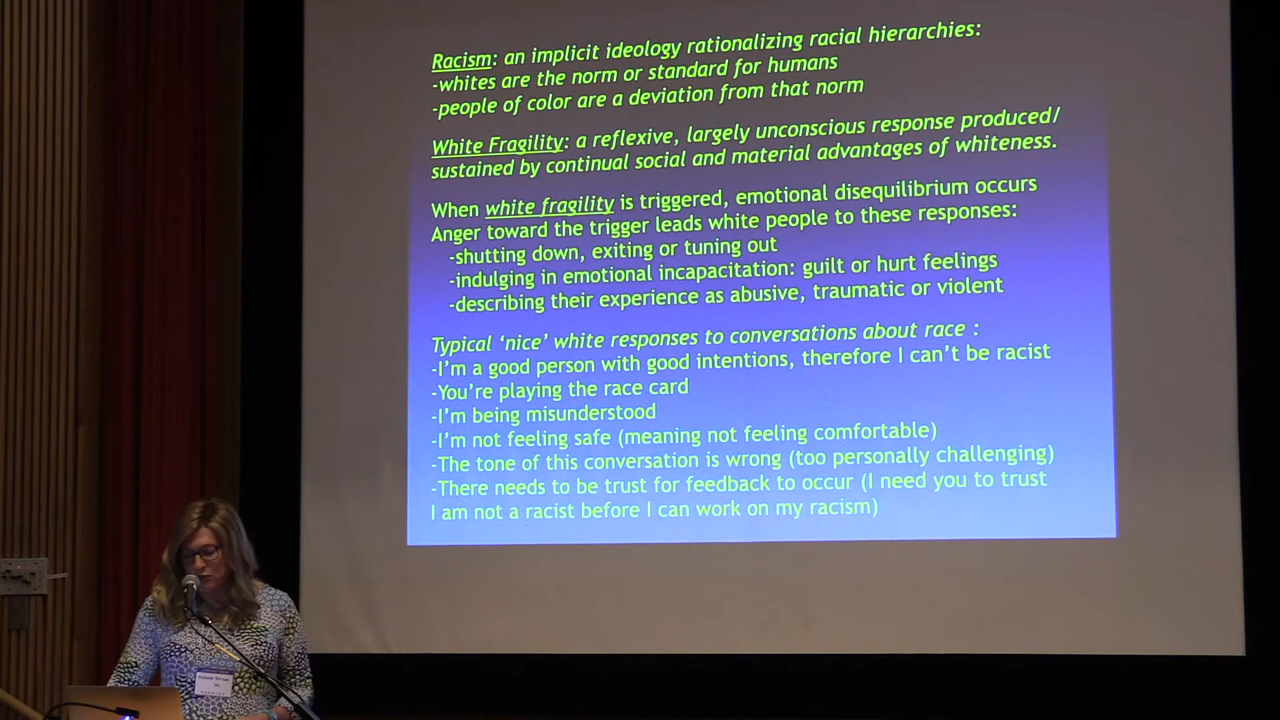 Racism: an implicit ideology rationalizing racial hierarchies:
-whites are the norm or standard for humans
-people of color are a deviation from that norm
White Fragility: a reflexive, largely unconscious response produced/
sustained by continual social and material advantages of whiteness.
When white fragility is triggered, emotional disequilibrium occurs
Anger toward the trigger leads white people to these responses:
-shutting down, exiting or tuning out
-indulging in emotional incapacitation: guilt or hurt feelings
-describing their experience as abusive, traumatic or violent
Typical ‘nice’ white responses to conversations about race :
-I’m a good person with good intentions, therefore I can’t be racist
-You’re playing the race card
-I’m being misunderstood
-I’m not feeling safe (meaning not feeling comfortable)
-The tone of this conversation is wrong (too personally challenging)
-There needs to be trust for feedback to occur (I need you to trust
I am not a racist before I can work on my racism)